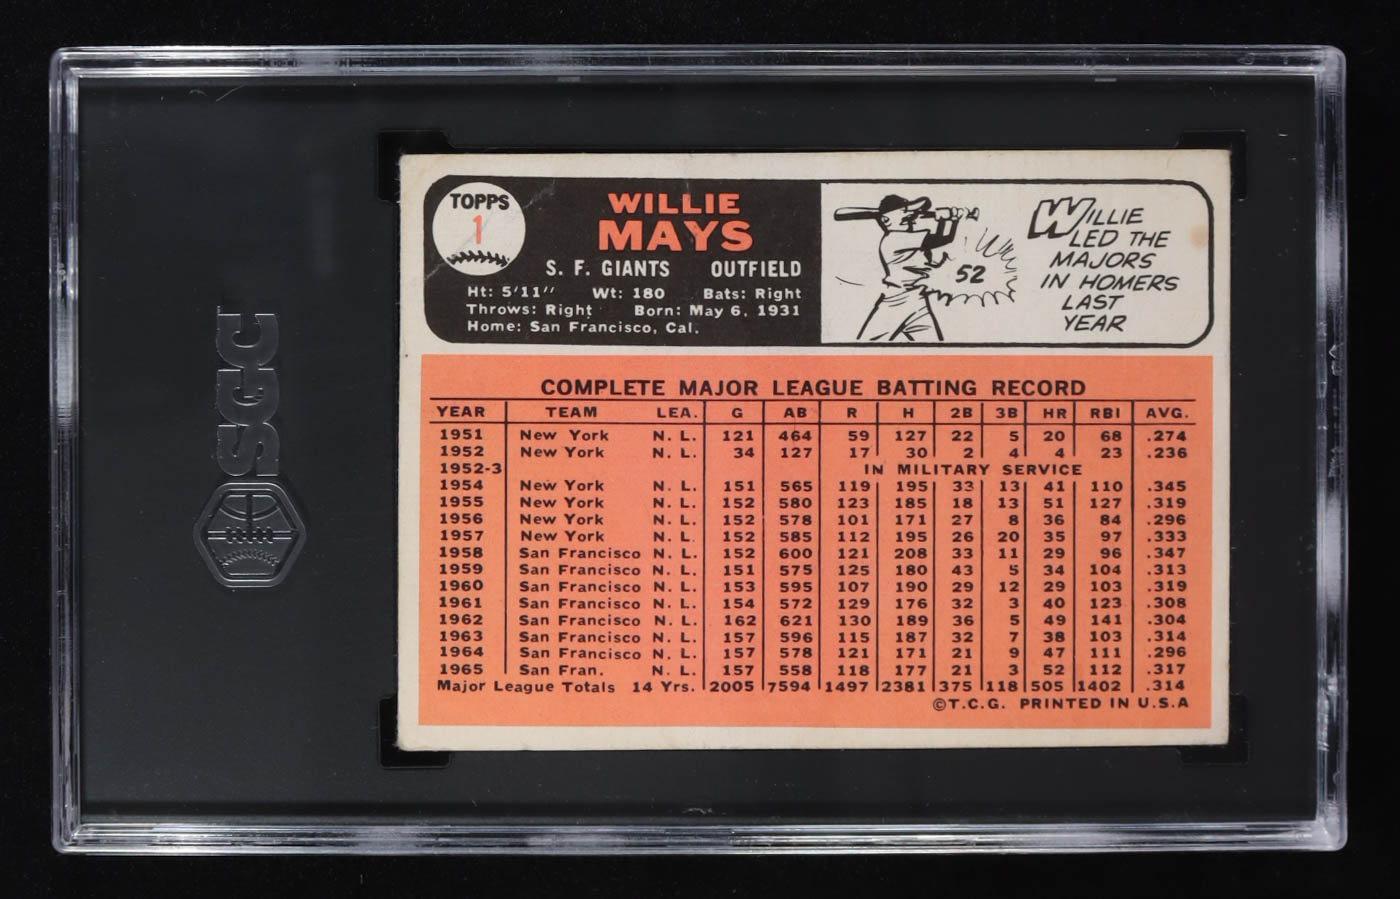 SGC
TOPPS
1
WILLIE
MAYS
S. F. GIANTS OUTFIELD
Ht: 5'11" Wt: 180 Bats: Right
Throws: Right Born: May 6, 1931
Home: San Francisco, Cal.
52
WILLIE
LED THE
MAJORS
IN HOMERS
LAST
YEAR
COMPLETE MAJOR LEAGUE BATTING RECORD
YEAR TEAM LEA. G AB R H 2B 3B HR RBI AVG.
1951 New York N. L. 121 464 59 127 22 5 20 68 .274
1952 New York N. L. 34 127 17 30 2 4 4 23 .236
1952-3 IN MILITARY SERVICE
1954 New York N. L. 151 565 119 195 33 13 41 110 .345
1955 New York N. L. 152 580 123 185 18 13 51 127 .319
1956 New York N. L. 152 578 101 171 27 8 36 84 .296
1957 New York N. L. 152 585 112 195 26 20 35 97 .333
1958 San Francisco N. L. 152 600 121 208 33 11 29 96 .347
1959 San Francisco N. L. 151 575 125 180 43 5 34 104 .313
1960 San Francisco N. L. 153 595 107 190 29 12 29 103 .319
1961 San Francisco N. L. 154 572 129 176 32 3 40 123 .308
1962 San Francisco N. L. 162 621 130 189 36 5 49 141 .304
1963 San Francisco N. L. 157 596 115 187 32 7 38 103 .314
1964 San Francisco N. L. 157 578 121 171 21 9 47 111 .296
1965 San Fran. N. L. 157 558 118 177 21 3 52 112 .317
Major League Totals 14 Yrs. 2005 7594 1497 2381 375 118 505 1402 .314
©T.C.G. PRINTED IN U.S.A